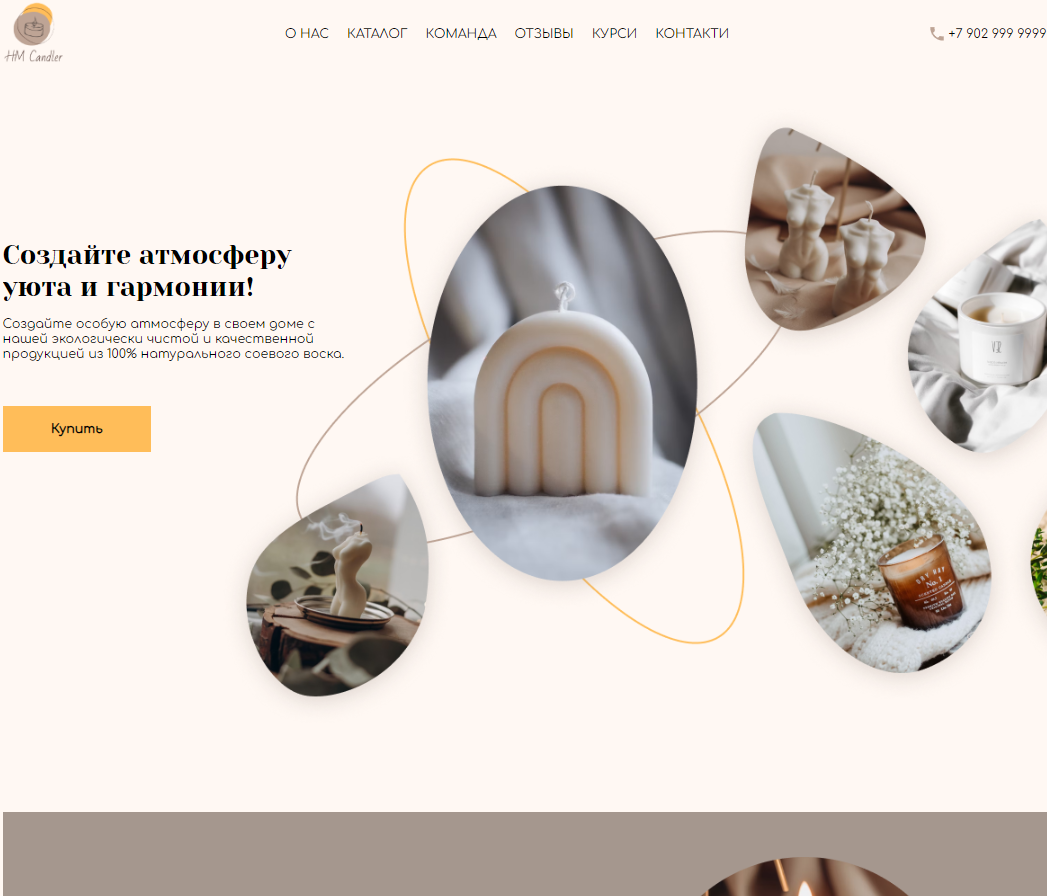 HM Candler
О НАС КАТАЛОГ КОМАНДА ОТЗЫВЫ КУРСИ КОНТАКТИ
+7 902 999 9999
Создайте атмосферу
уюта и гармонии!
Создайте особую атмосферу в своем доме с
нашей экологически чистой и качественной
продукцией из 100% натурального соевого воска.
Купить
No.